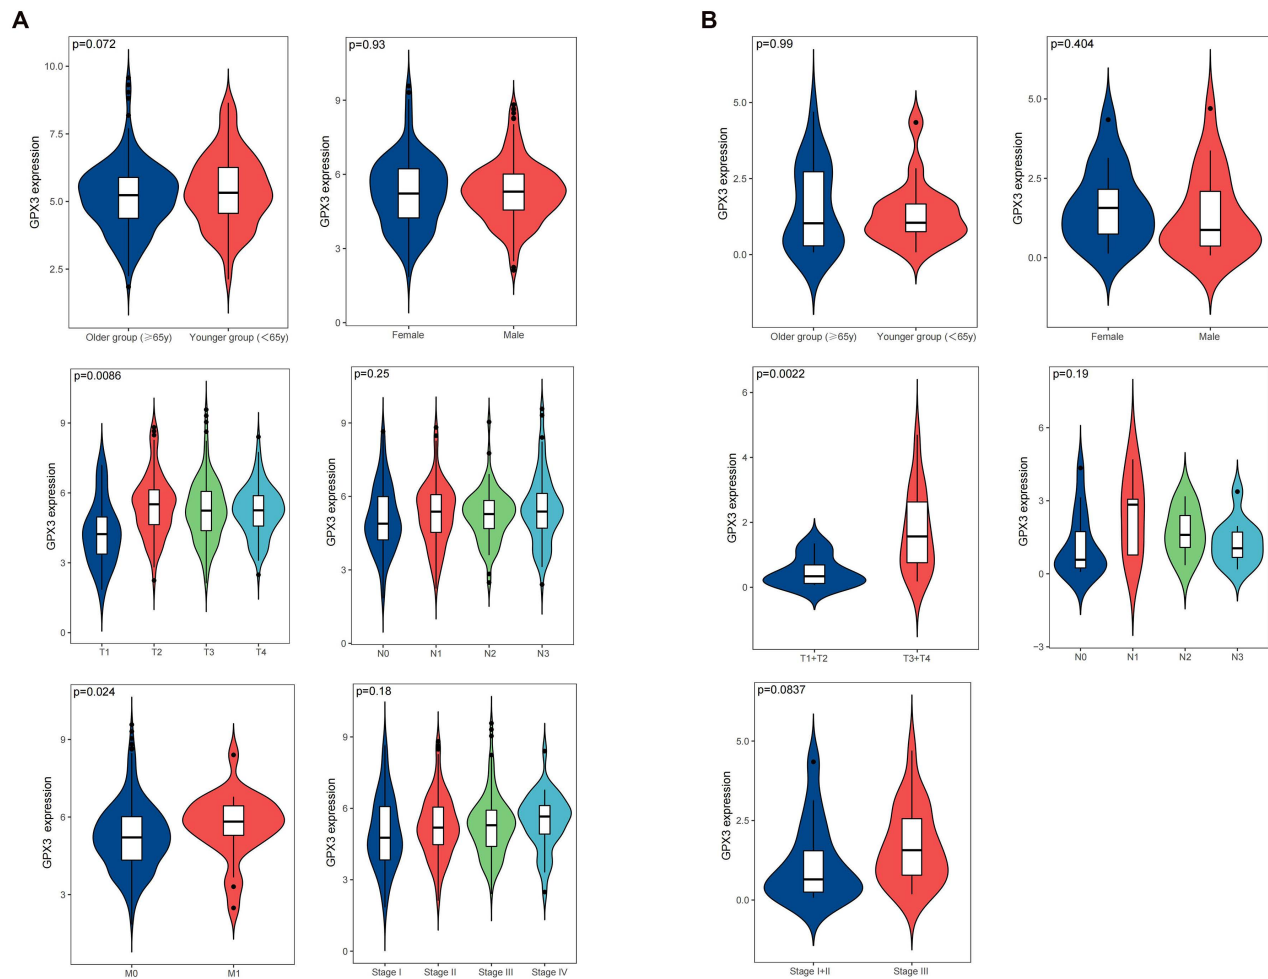 A
B
p=0.072
GPX3 expression
10.0
7.5
5.0
2.5
Older group (≥65y)
Younger group (<65y)
p=0.93
GPX3 expression
9
6
3
0
Female
Male
p=0.99
GPX3 expression
5.0
2.5
0.0
Older group (≥65y)
Younger group (<65y)
p=0.404
GPX3 expression
5.0
2.5
0.0
Female
Male
p=0.0086
GPX3 expression
9
6
3
0
T1
T2
T3
T4
p=0.25
GPX3 expression
9
6
3
0
N0
N1
N2
N3
p=0.0022
GPX3 expression
6
4
2
0
T1+T2
T3+T4
p=0.19
GPX3 expression
6
3
0
−3
N0
N1
N2
N3
p=0.024
GPX3 expression
9
6
3
M0
M1
p=0.18
GPX3 expression
9
6
3
0
Stage I
Stage II
Stage III
Stage IV
p=0.0837
GPX3 expression
5.0
2.5
0.0
Stage I+II
Stage III